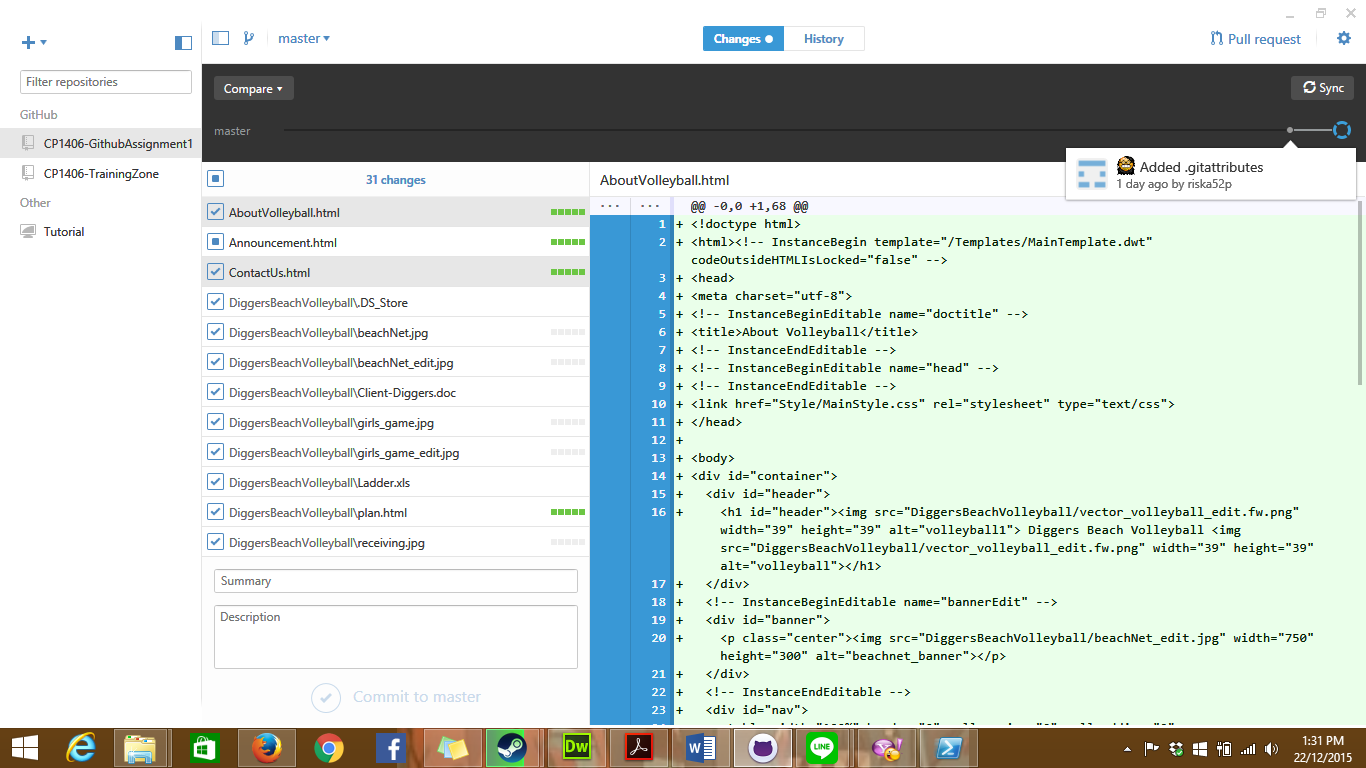 master
Changes
History
Pull request
Filter repositories
GitHub
CP1406-GithubAssignment1
CP1406-TrainingZone
Other
Tutorial
Compare
Sync
master
Added .gitattributes
1 day ago by riska52p
31 changes
AboutVolleyball.html
Announcement.html
ContactUs.html
DiggersBeachVolleyball\.DS_Store
DiggersBeachVolleyball\beachNet.jpg
DiggersBeachVolleyball\beachNet_edit.jpg
DiggersBeachVolleyball\Client-Diggers.doc
DiggersBeachVolleyball\girls_game.jpg
DiggersBeachVolleyball\girls_game_edit.jpg
DiggersBeachVolleyball\Ladder.xls
DiggersBeachVolleyball\plan.html
DiggersBeachVolleyball\receiving.jpg
Summary
Description
Commit to master
AboutVolleyball.html
... ... @@ -0,0 +1,68 @@
1 + <!doctype html>
2 + <html><!-- InstanceBegin template="/Templates/MainTemplate.dwt"
codeOutsideHTMLIsLocked="false" -->
3 + <head>
4 + <meta charset="utf-8">
5 + <!-- InstanceBeginEditable name="doctitle" -->
6 + <title>About Volleyball</title>
7 + <!-- InstanceEndEditable -->
8 + <!-- InstanceBeginEditable name="head" -->
9 + <!-- InstanceEndEditable -->
10 + <link href="Style/MainStyle.css" rel="stylesheet" type="text/css">
11 + </head>
12 +
13 + <body>
14 + <div id="container">
15 + <div id="header">
16 + <h1 id="header"><img src="DiggersBeachVolleyball/vector_volleyball_edit.fw.png"
width="39" height="39" alt="volleyball1"> Diggers Beach Volleyball <img
src="DiggersBeachVolleyball/vector_volleyball_edit.fw.png" width="39" height="39"
alt="volleyball"></h1>
17 + </div>
18 + <!-- InstanceBeginEditable name="bannerEdit" -->
19 + <div id="banner">
20 + <p class="center"><img src="DiggersBeachVolleyball/beachNet_edit.jpg" width="750"
height="300" alt="beachnet_banner"></p>
21 + </div>
22 + <!-- InstanceEndEditable -->
23 + <div id="nav">
Dw
LINE
1:31 PM
22/12/2015